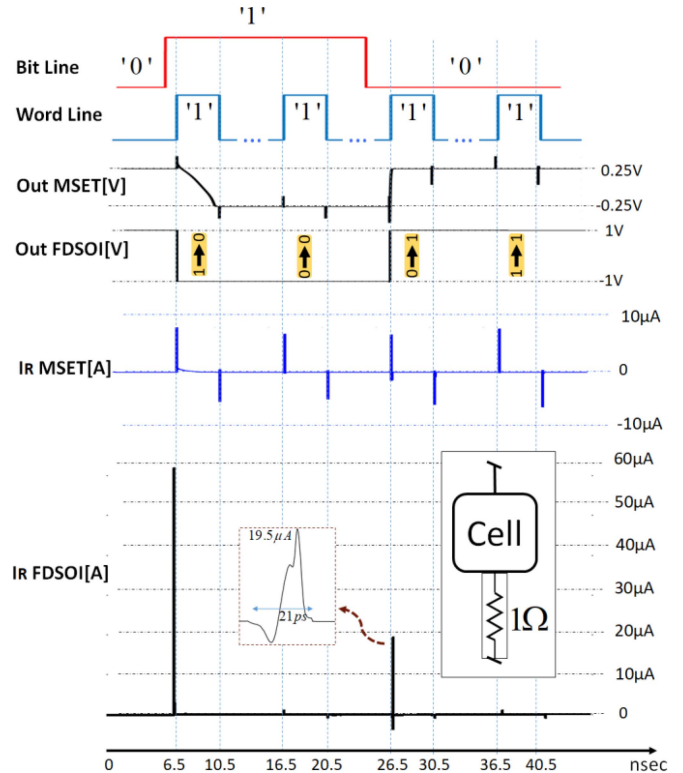 '1'
'0' '0'
Bit Line
Word Line '1' ... '1' '1' ... '1'
Out MSET[V] 0.25V
-0.25V
Out FDSOI[V] 1→0 0→0 0→1 1→1 1V
-1V
10µA
IR MSET[A] 0
-10µA
60µA
50µA
Cell
40µA
19.5µA
IR FDSOI[A] 30µA
21ps 1Ω 20µA
10µA
0
0 6.5 10.5 16.5 20.5 26.5 30.5 36.5 40.5 nsec